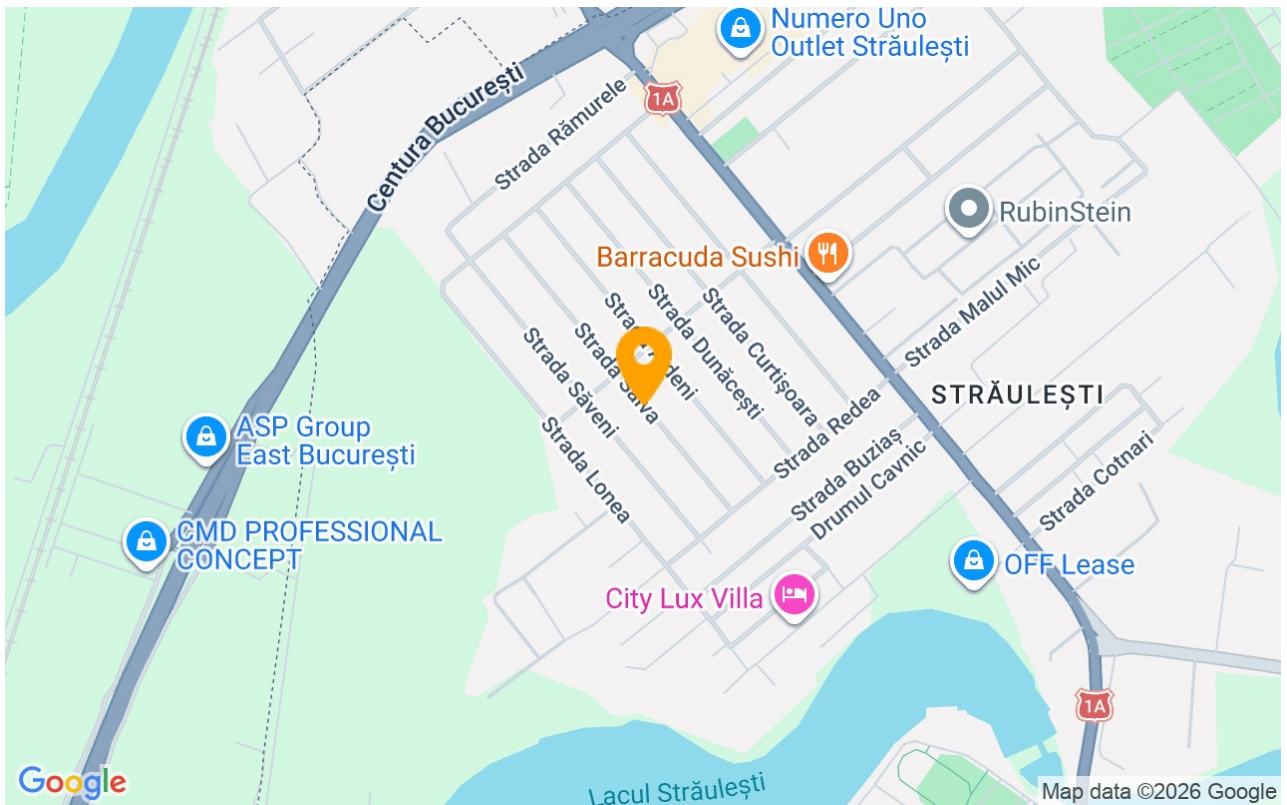 Numero Uno
Outlet Străulești
1A
Centura București
Strada Rămurele
RubinStein
Barracuda Sushi
Strada Malul Mic
Strada Curtișoara
Strada Dunăcești
Strada Săveni
STRĂULEȘTI
Strada Redea
ASP Group
East București
Strada Buziaș
Drumul Cavnic
Strada Cotnari
Strada Lonea
CMD PROFESSIONAL
CONCEPT
OFF Lease
City Lux Villa
1A
Lacul Străulești
Google
Map data ©2026 Google